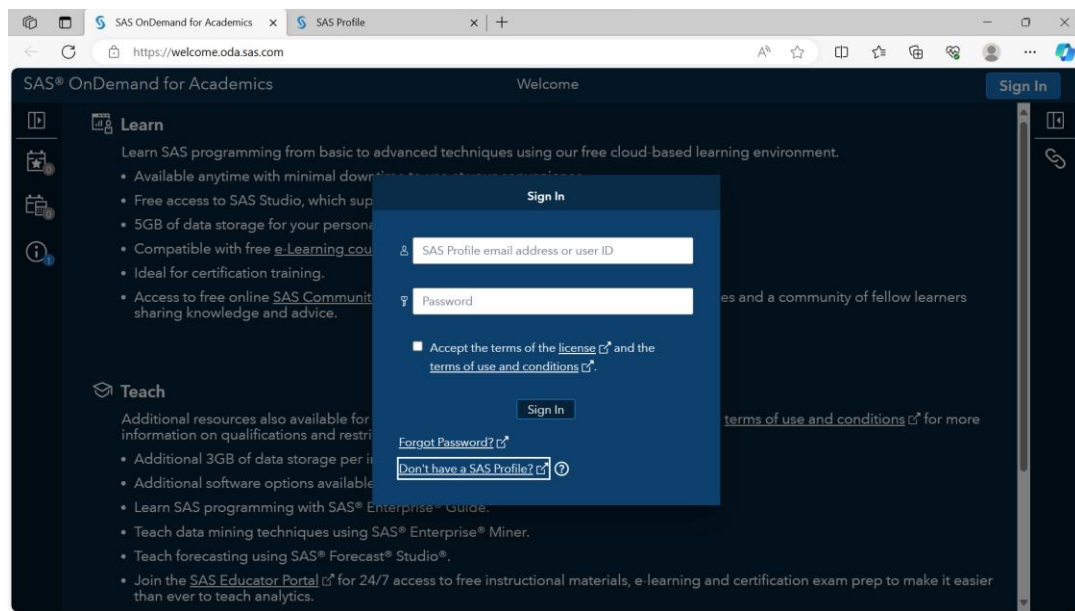 SAS OnDemand for Academics
SAS Profile
https://welcome.oda.sas.com
SAS® OnDemand for Academics
Welcome
Sign In
Learn
Learn SAS programming from basic to advanced techniques using our free cloud-based learning environment.
• Available anytime with minimal
• Free access to SAS Studio, which sup
• 5GB of data storage for your persona
• Compatible with free e-Learning cou
• Ideal for certification training.
• Access to free online SAS Communit es and a community of fellow learners
sharing knowledge and advice.
Sign In
SAS Profile email address or user ID
Password
Accept the terms of the license and the
terms of use and conditions.
Sign In
Forgot Password?
Don't have a SAS Profile?
Teach
Additional resources also available for terms of use and conditions for more
information on qualifications and restri
• Additional 3GB of data storage per i
• Additional software options available
• Learn SAS programming with SAS® Enterprise® Guide.
• Teach data mining techniques using SAS® Enterprise® Miner.
• Teach forecasting using SAS® Forecast® Studio®.
• Join the SAS Educator Portal for 24/7 access to free instructional materials, e-learning and certification exam prep to make it easier
than ever to teach analytics.
0
0
1